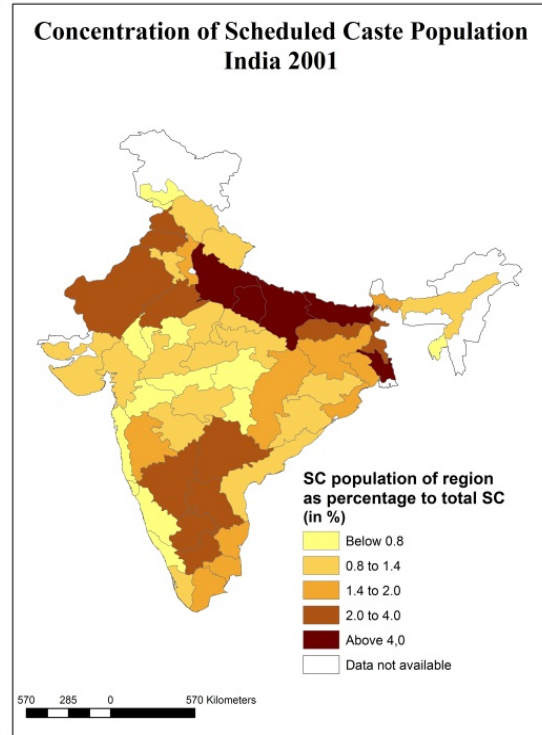 Concentration of Scheduled Caste Population
India 2001
SC population of region
as percentage to total SC
(in %)
Below 0.8
0.8 to 1.4
1.4 to 2.0
2.0 to 4.0
Above 4,0
Data not available
570 285 0 570 Kilometers